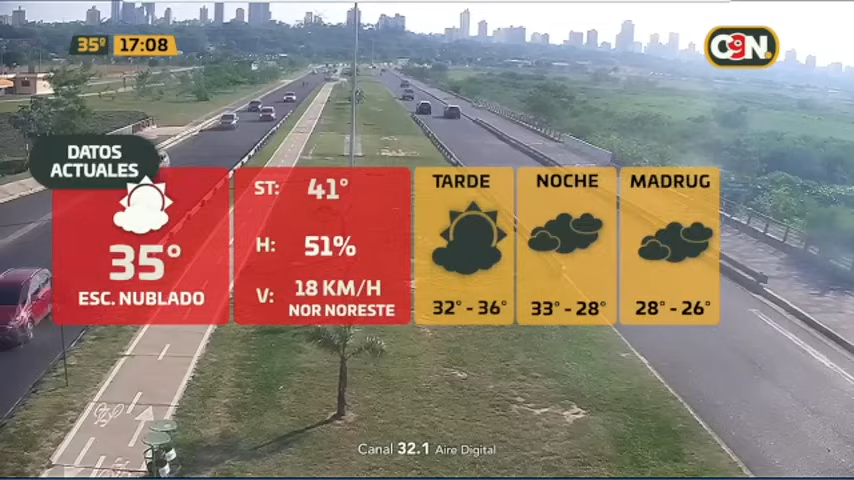 35° 17:08
C9N.
DATOS
ACTUALES
35°
ESC. NUBLADO
ST: 41°
H: 51%
V: 18 KM/H
NOR NORESTE
TARDE
32° - 36°
NOCHE
33° - 28°
MADRUG
28° - 26°
Canal 32.1 Aire Digital